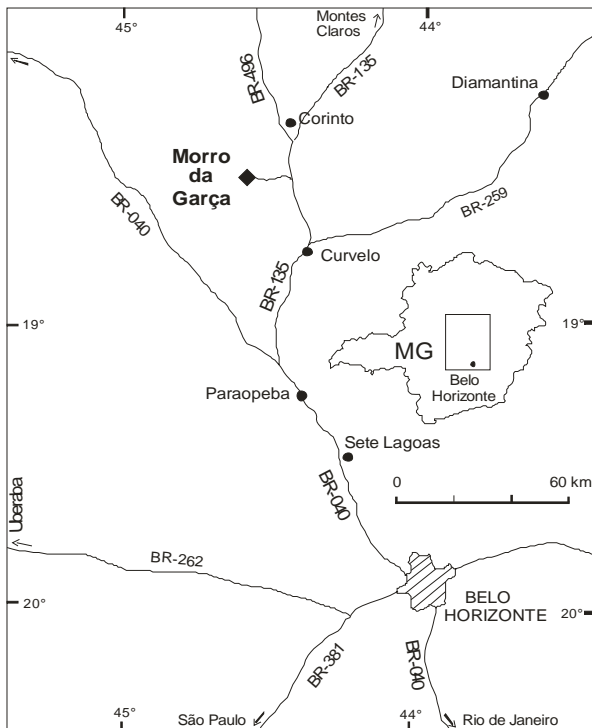 45°
Montes
Claros
44°
BR-496
BR-135
Diamantina
Corinto
Morro
da
Garça
BR-040
BR-259
Curvelo
BR-135
19°
19°
MG
Belo
Horizonte
Paraopeba
Sete Lagoas
0 60 km
BR-040
Uberaba
BR-262
BELO
HORIZONTE
20°
20°
BR-381
BR-040
45°
São Paulo
44°
Rio de Janeiro